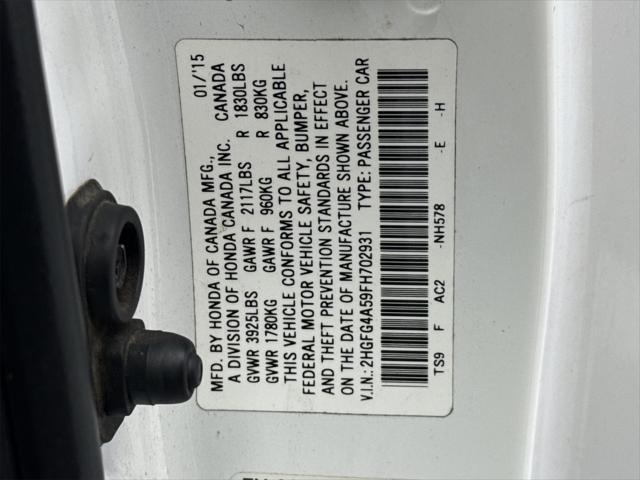 MFD. BY HONDA OF CANADA MFG., 01/'15
A DIVISION OF HONDA CANADA INC. CANADA
GVWR 3925LBS GAWR F 2117LBS R 1830LBS
GVWR 1780KG GAWR F 960KG R 830KG
THIS VEHICLE CONFORMS TO ALL APPLICABLE
FEDERAL MOTOR VEHICLE SAFETY, BUMPER,
AND THEFT PREVENTION STANDARDS IN EFFECT
ON THE DATE OF MANUFACTURE SHOWN ABOVE.
V.I.N.: 2HGFG4A59FH702931 TYPE: PASSENGER CAR
TS9 F AC2 -NH578 -E -H